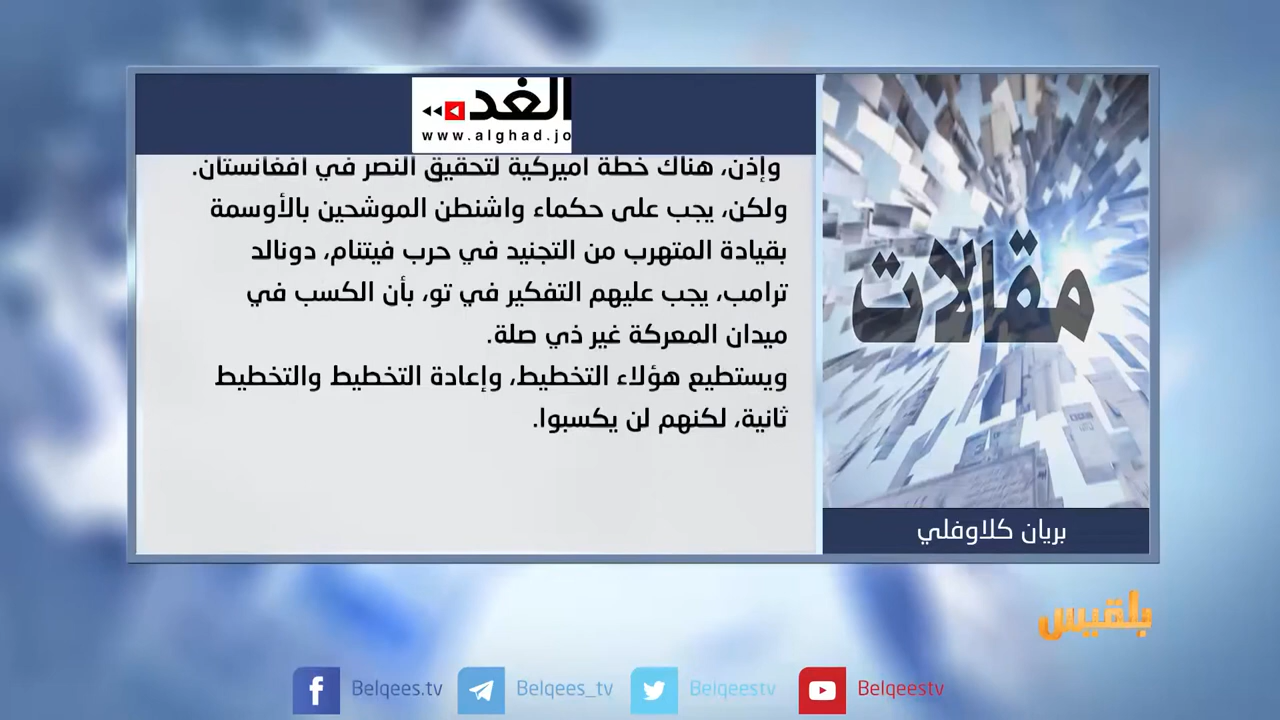 الغد
www.alghad.jo
وإذن، هناك خطة أميركية لتحقيق النصر في أفغانستان.
ولكن، يجب على حكماء واشنطن الموشحين بالأوسمة
بقيادة المتهرب من التجنيد في حرب فيتنام، دونالد
ترامب، يجب عليهم التفكير في تو، بأن الكسب في
ميدان المعركة غير ذي صلة.
ويستطيع هؤلاء التخطيط، وإعادة التخطيط والتخطيط
ثانية، لكنهم لن يكسبوا.
مقالات
بريان كلاوفلي
بلقيس
Belqees.tv
Belqees_tv
Belqeestv
Belqeestv